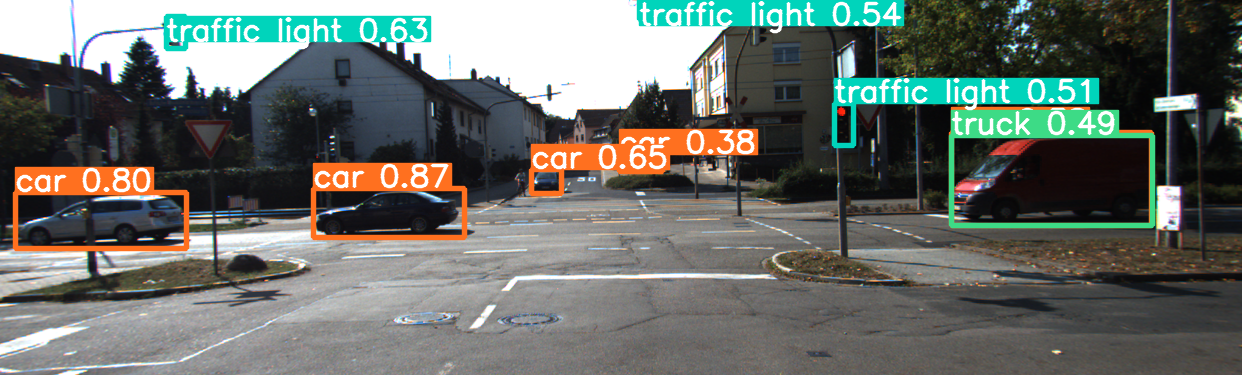 traffic light 0.63
traffic light 0.54
traffic light 0.51
truck 0.49
car 0.38
car 0.65
car 0.87
car 0.80